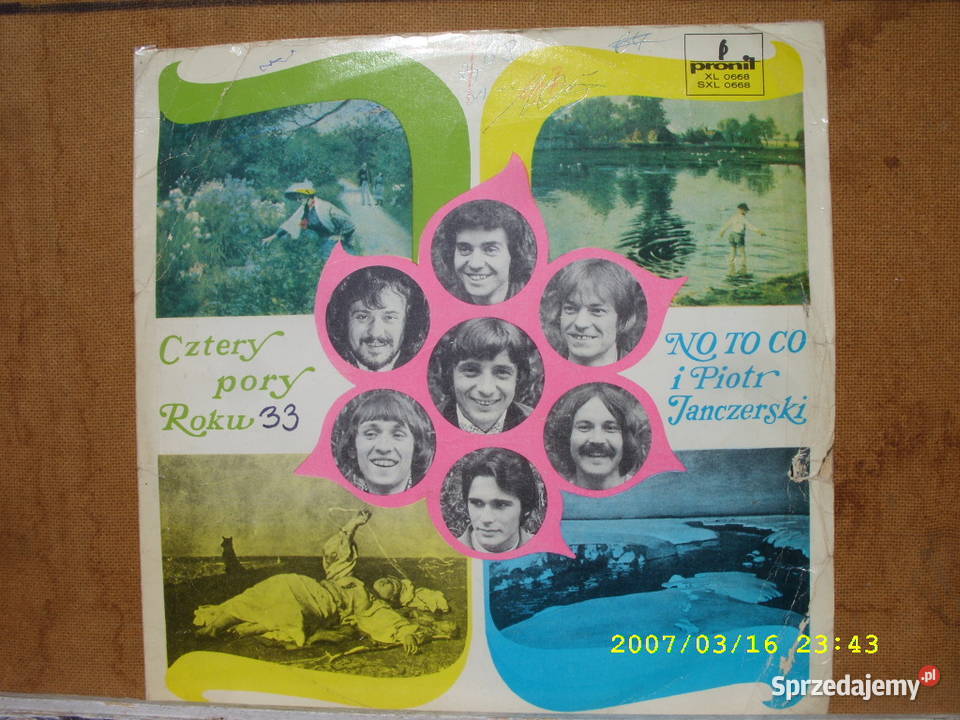 pronit
XL 0668
SXL 0668
Cztery
pory
Roku 33
NO TO CO
i Piotr
Janczerski
2007/03/16 23:43
Sprzedajemy.pl